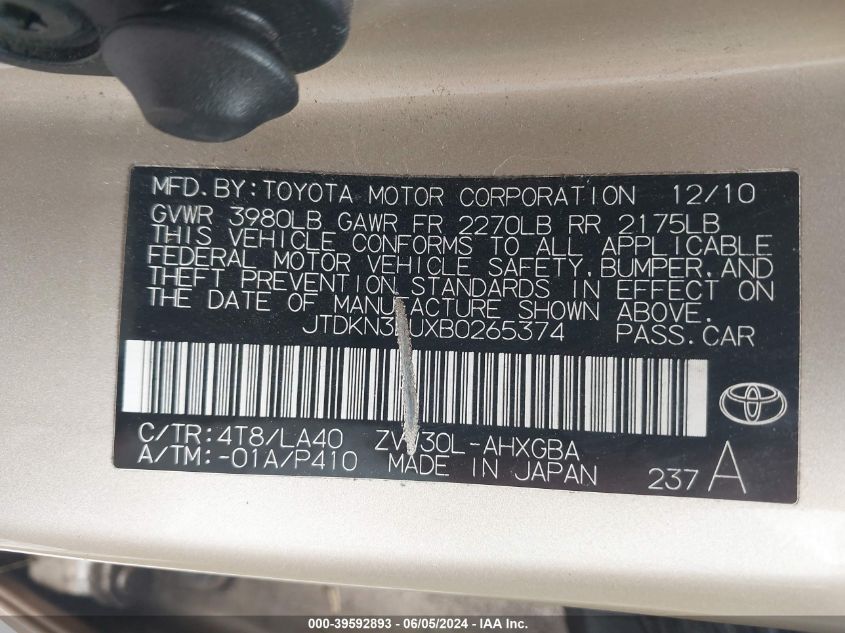 MFD. BY: TOYOTA MOTOR CORPORATION 12/10
GVWR 3980LB GAWR FR 2270LB RR 2175LB
THIS VEHICLE CONFORMS TO ALL APPLICABLE
FEDERAL MOTOR VEHICLE SAFETY, BUMPER, AND
THEFT PREVENTION STANDARDS IN EFFECT ON
THE DATE OF MANUFACTURE SHOWN ABOVE.
PASS. CAR
C/TR: 4T8/LA40
A/TM: -01A/P410 MADE IN JAPAN 237 A
000-39592893 / 06/05/2024 - IAA Inc.